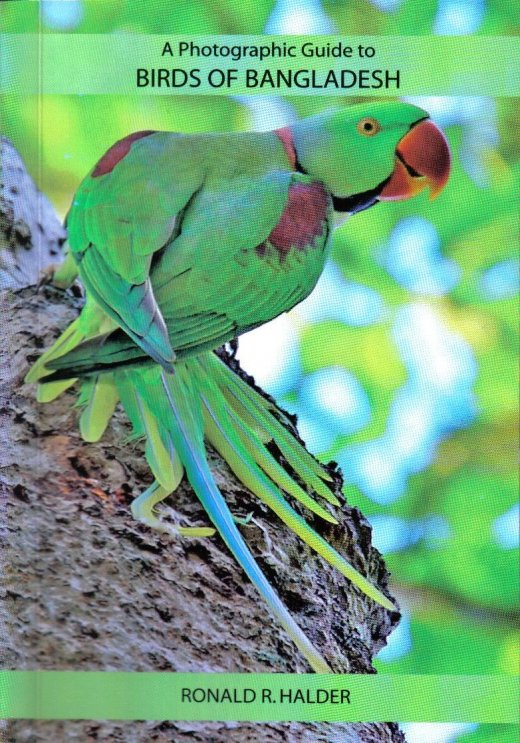 A Photographic Guide to
BIRDS OF BANGLADESH
RONALD R. HALDER